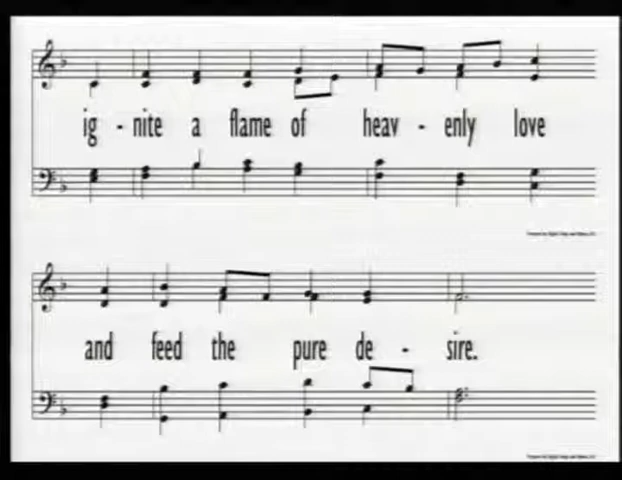 ig - nite a flame of heav - enly love
and feed the pure de - sire.